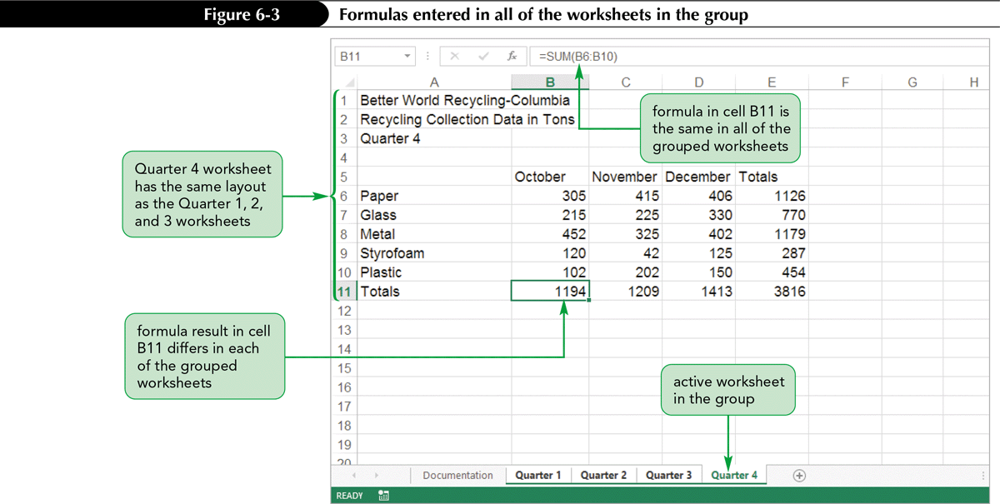 Figure 6-3 Formulas entered in all of the worksheets in the group
B11 fx =SUM(B6:B10)
A B C D E F G H
1 Better World Recycling-Columbia
2 Recycling Collection Data in Tons
3 Quarter 4
4
5 October November December Totals
6 Paper 305 415 406 1126
7 Glass 215 225 330 770
8 Metal 452 325 402 1179
9 Styrofoam 120 42 125 287
10 Plastic 102 202 150 454
11 Totals 1194 1209 1413 3816
12
13
14
15
16
17
18
19
20
formula in cell B11 is
the same in all of the
grouped worksheets
Quarter 4 worksheet
has the same layout
as the Quarter 1, 2,
and 3 worksheets
formula result in cell
B11 differs in each
of the grouped
worksheets
active worksheet
in the group
Documentation Quarter 1 Quarter 2 Quarter 3 Quarter 4
READY